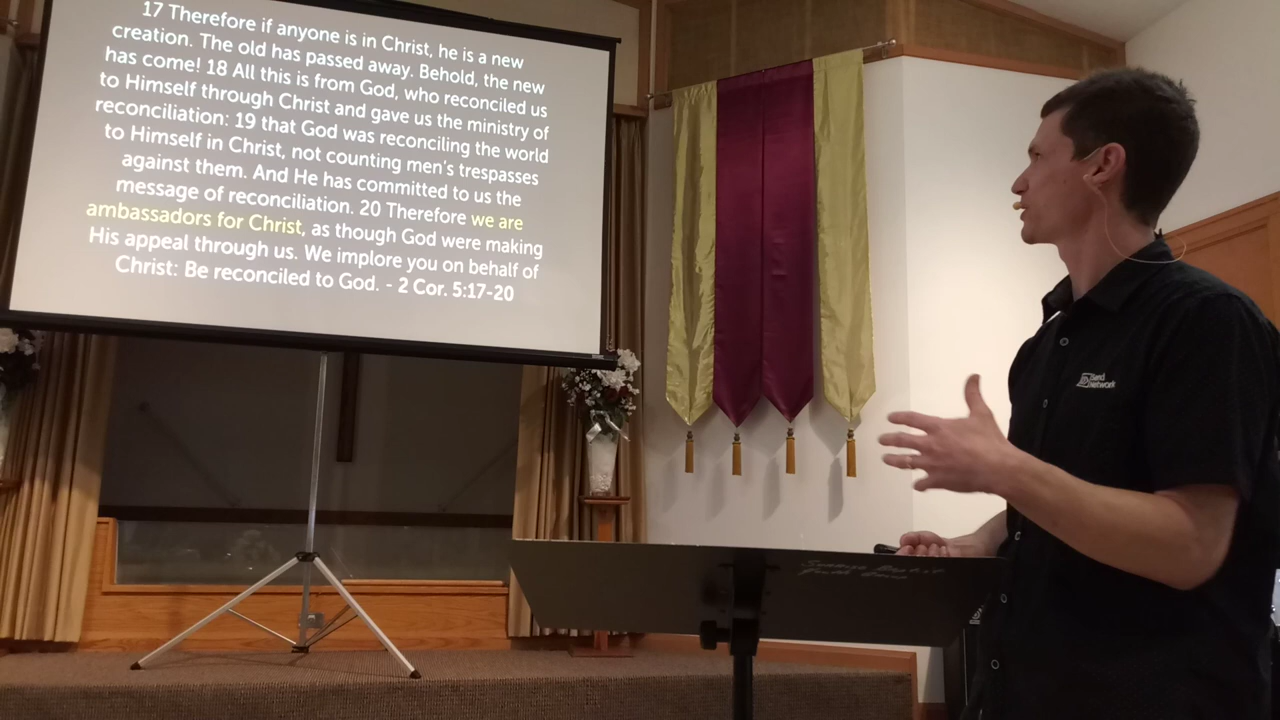 17 Therefore if anyone is in Christ, he is a new
creation. The old has passed away. Behold, the new
has come! 18 All this is from God, who reconciled us
to Himself through Christ and gave us the ministry of
reconciliation: 19 that God was reconciling the world
to Himself in Christ, not counting men's trespasses
against them. And He has committed to us the
message of reconciliation. 20 Therefore we are
ambassadors for Christ, as though God were making
His appeal through us. We implore you on behalf of
Christ: Be reconciled to God. - 2 Cor. 5:17-20
Network
Sunrise Baptist